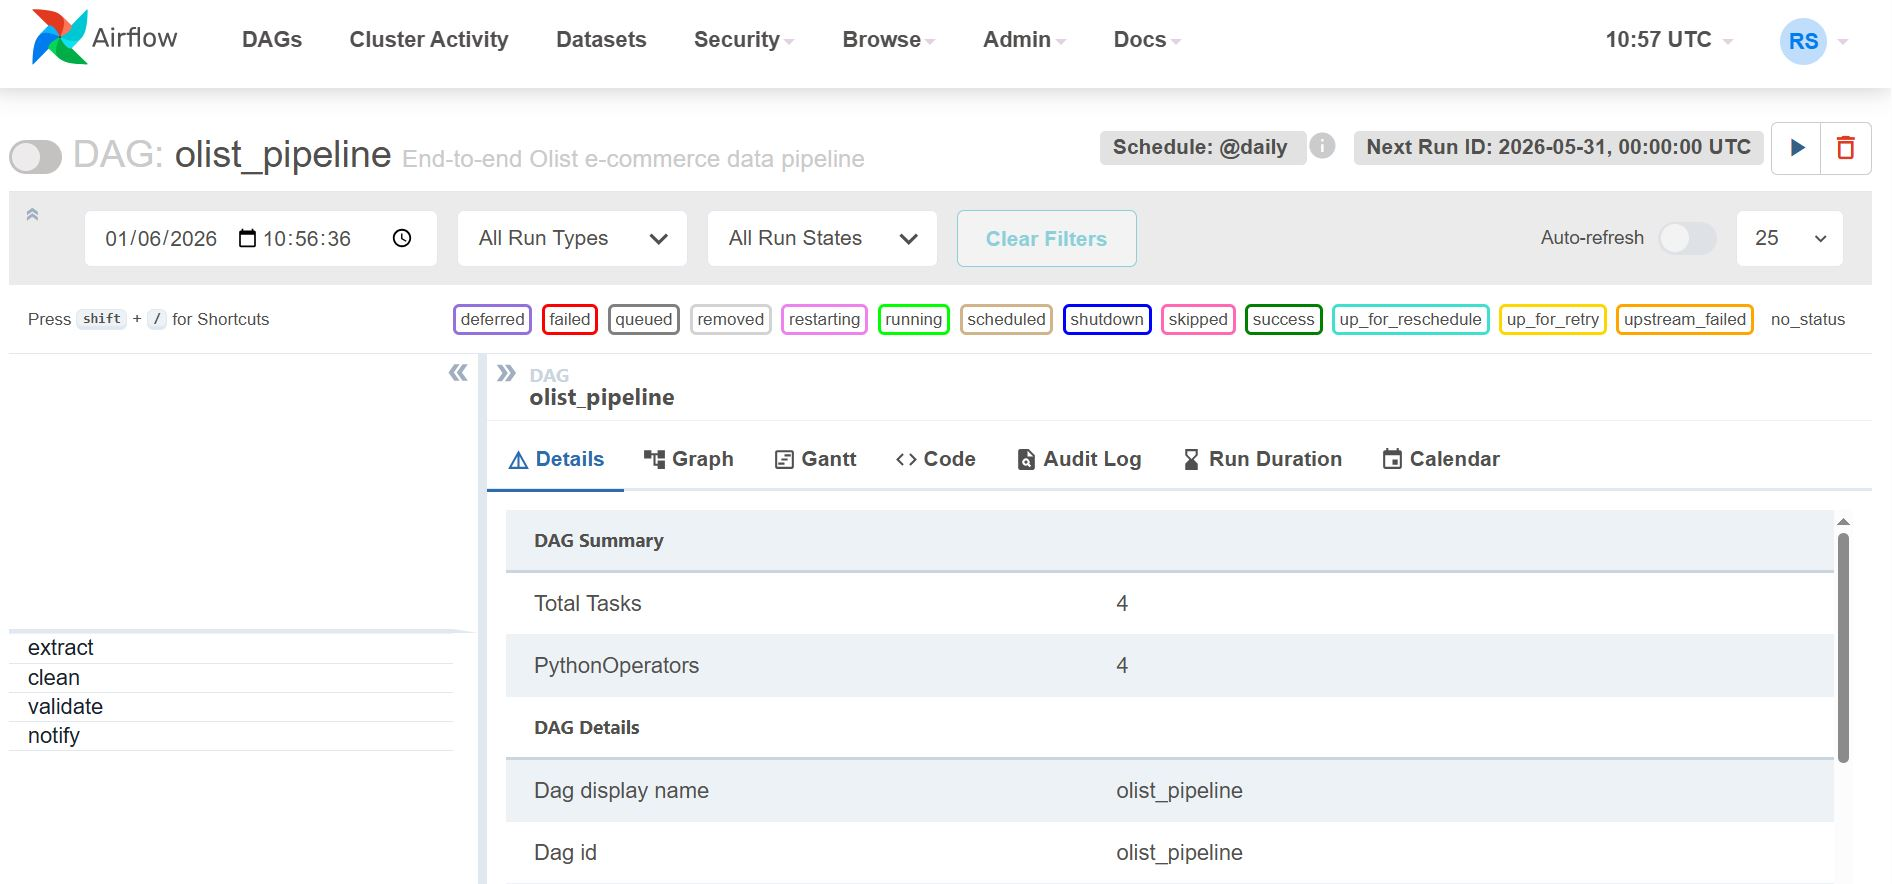 Airflow DAGs Cluster Activity Datasets Security Browse Admin Docs 10:57 UTC RS
DAG: olist_pipeline End-to-end Olist e-commerce data pipeline Schedule: @daily i Next Run ID: 2026-05-31, 00:00:00 UTC
01/06/2026 10:56:36 All Run Types All Run States Clear Filters Auto-refresh 25
Press shift + / for Shortcuts deferred failed queued removed restarting running scheduled shutdown skipped success up_for_reschedule up_for_retry upstream_failed no_status
DAG
olist_pipeline
Details Graph Gantt Code Audit Log Run Duration Calendar
DAG Summary
Total Tasks 4
PythonOperators 4
DAG Details
Dag display name olist_pipeline
Dag id olist_pipeline
extract
clean
validate
notify